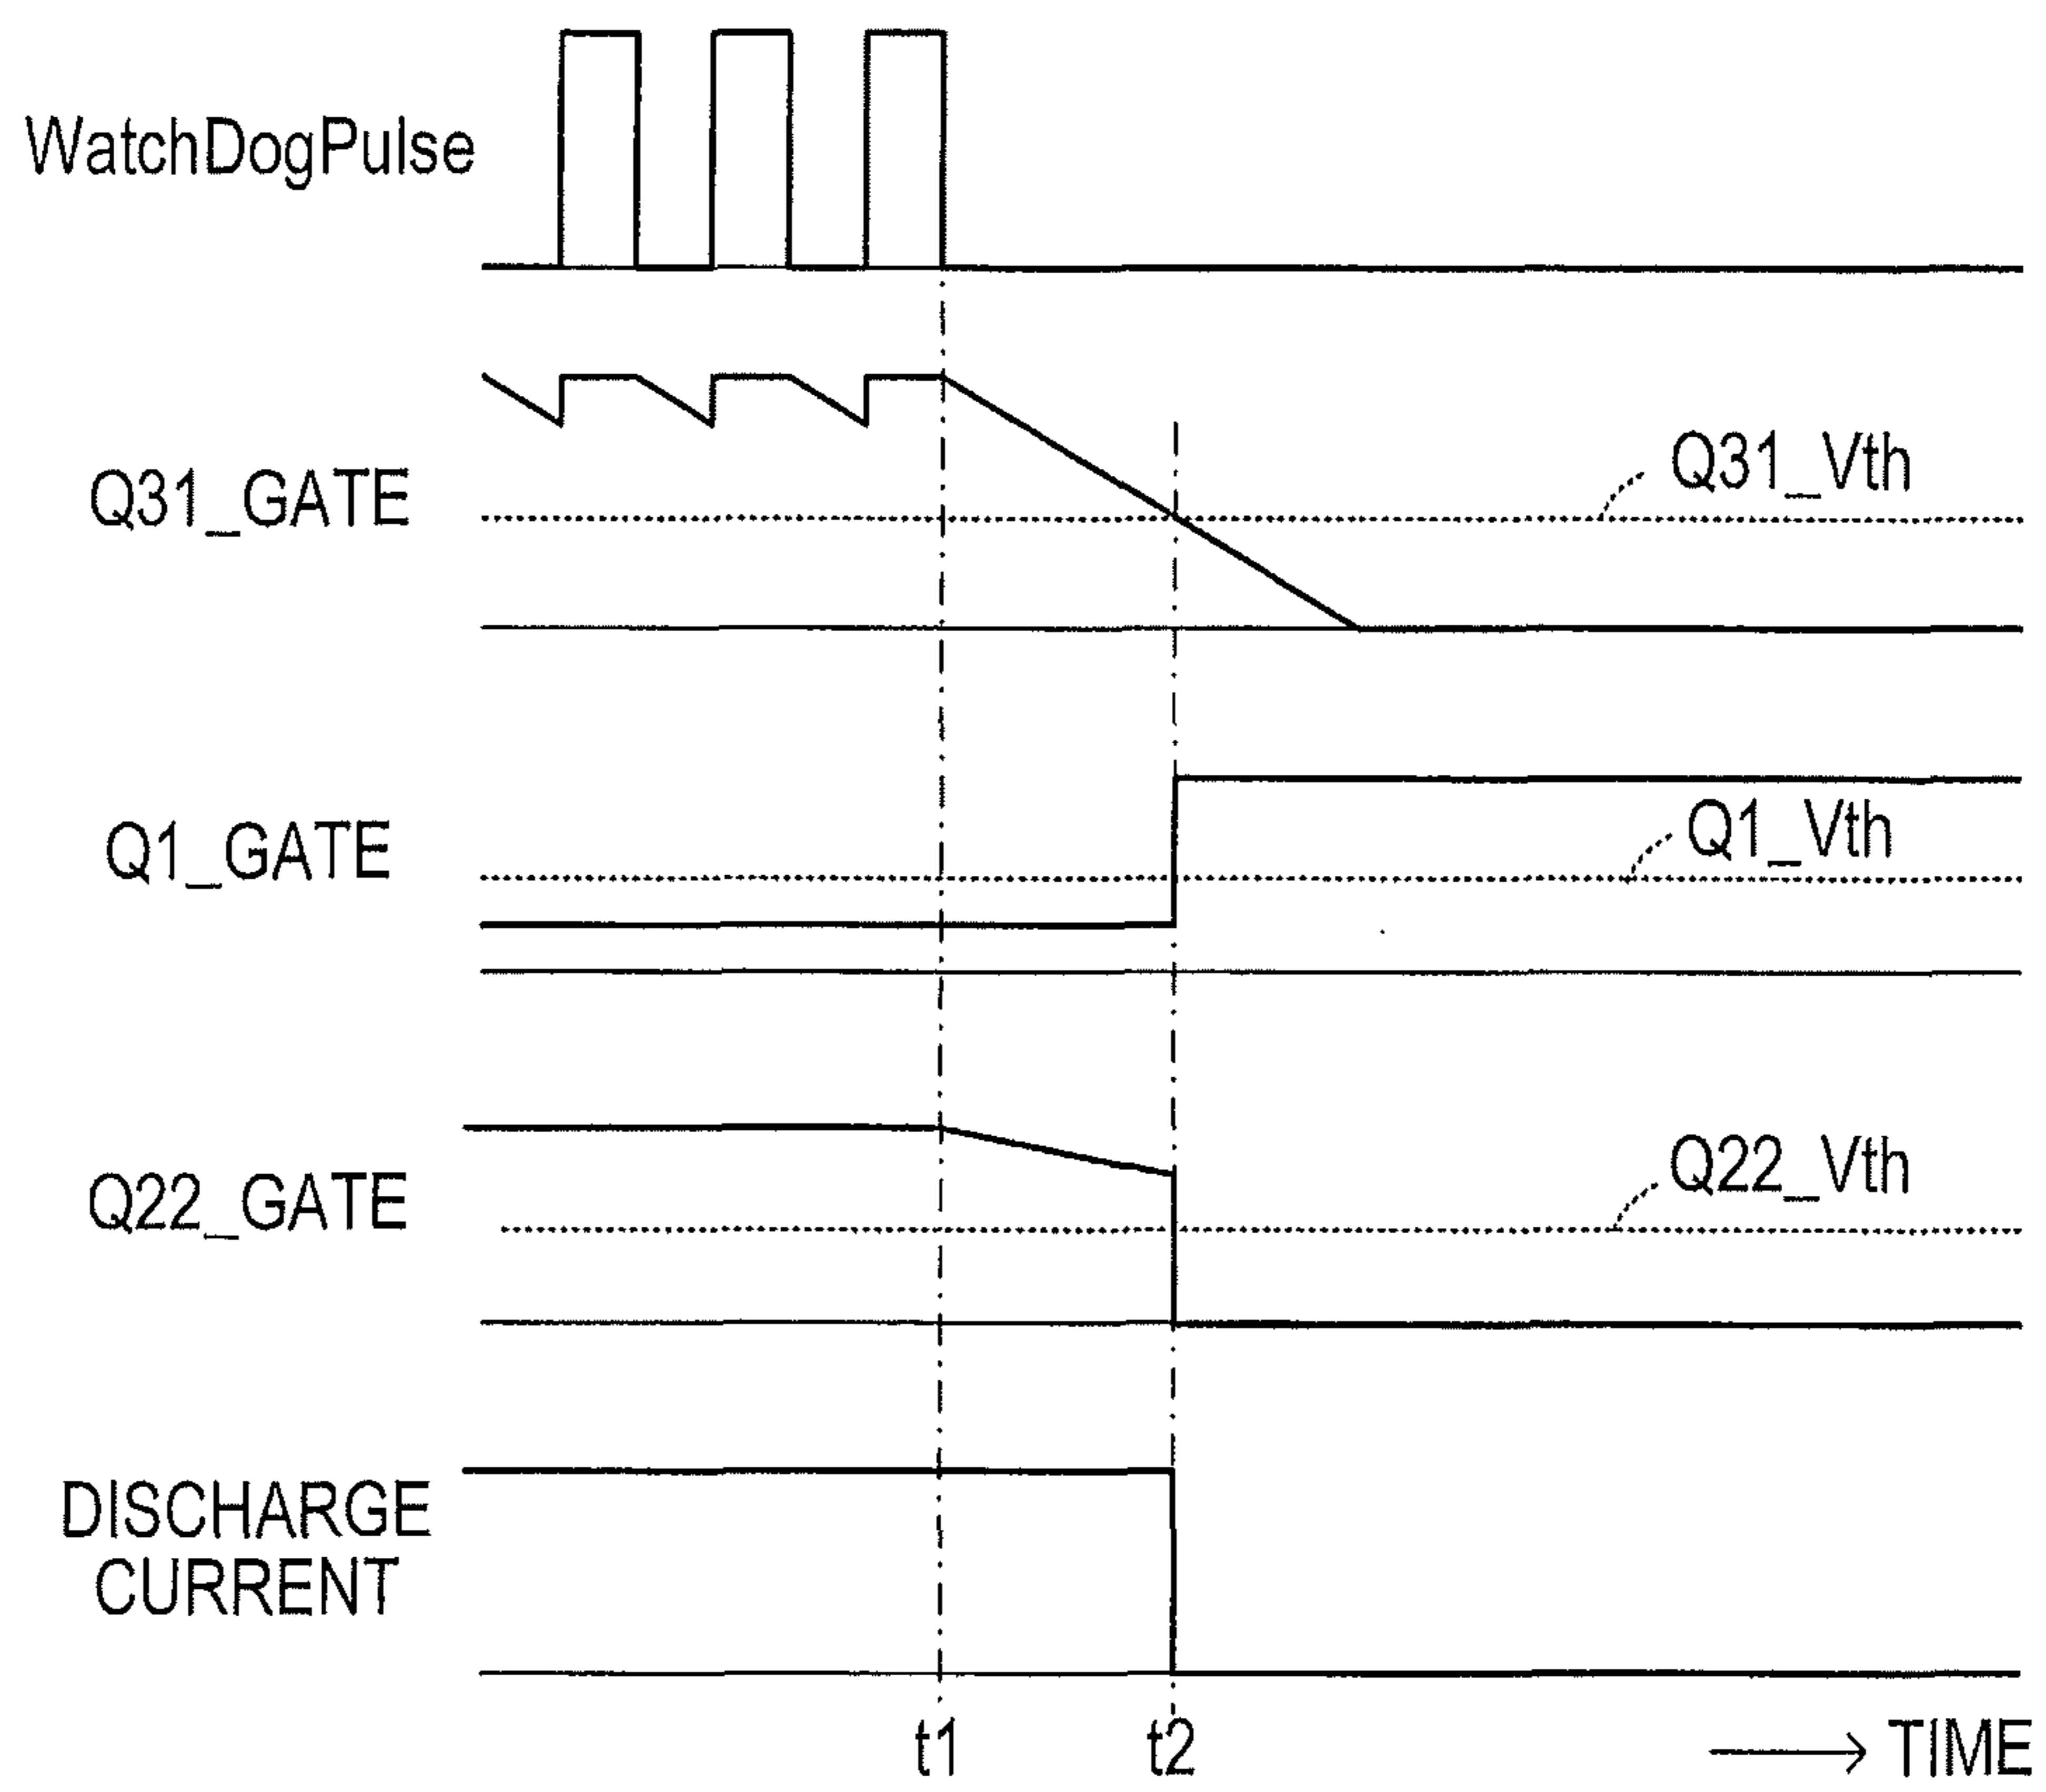 WatchDogPulse
Q31_Vth
Q31_GATE
Q1_Vth
Q1_GATE
Q22_Vth
Q22_GATE
DISCHARGE
CURRENT
t1 t2 TIME